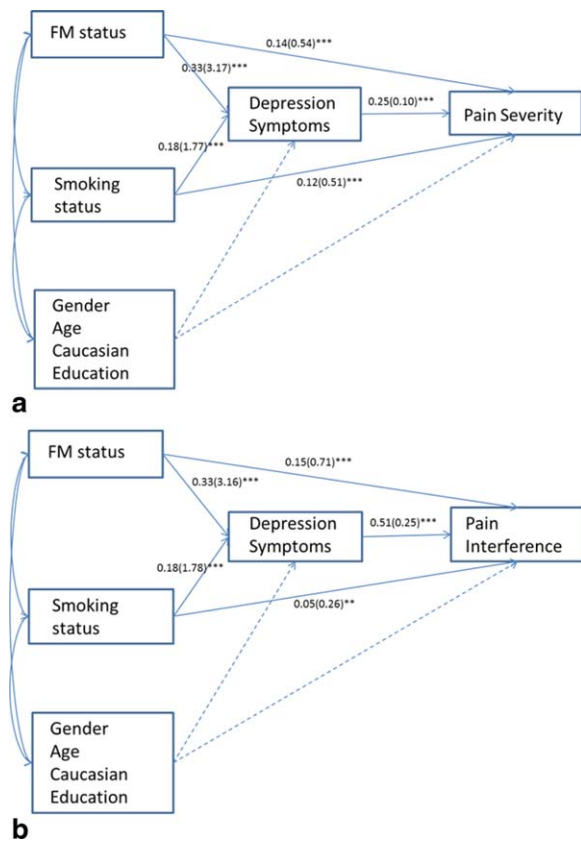 FM status
0.14(0.54)***
0.33(3.17)***
Depression
Symptoms
0.25(0.10)***
Pain Severity
0.18(1.77)***
Smoking
status
0.12(0.51)***
Gender
Age
Caucasian
Education
a
FM status
0.15(0.71)***
0.33(3.16)***
Depression
Symptoms
0.51(0.25)***
Pain
Interference
0.18(1.78)***
Smoking
status
0.05(0.26)**
Gender
Age
Caucasian
Education
b